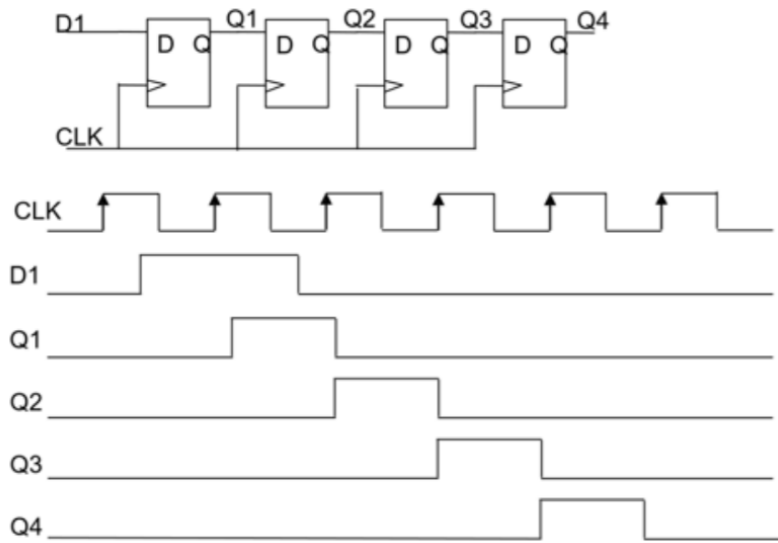 D1 Q1 Q2 Q3 Q4
D Q D Q D Q D Q
CLK
CLK
D1
Q1
Q2
Q3
Q4